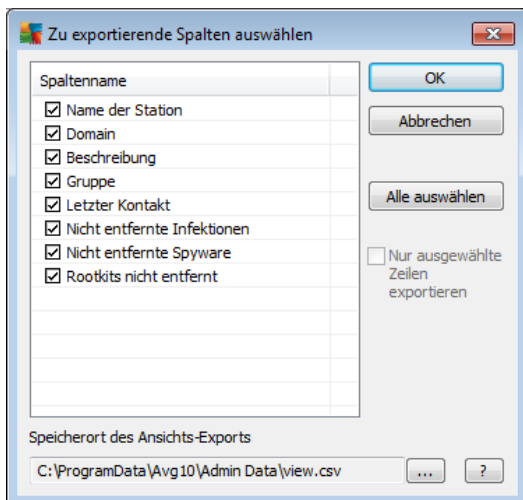 Zu exportierende Spalten auswählen
Spaltenname
Name der Station
Domain
Beschreibung
Gruppe
Letzter Kontakt
Nicht entfernte Infektionen
Nicht entfernte Spyware
Rootkits nicht entfernt
OK
Abbrechen
Alle auswählen
Nur ausgewählte
Zeilen
exportieren
Speicherort des Ansichts-Exports
C:\ProgramData\Avg10\Admin Data\view.csv
...
?